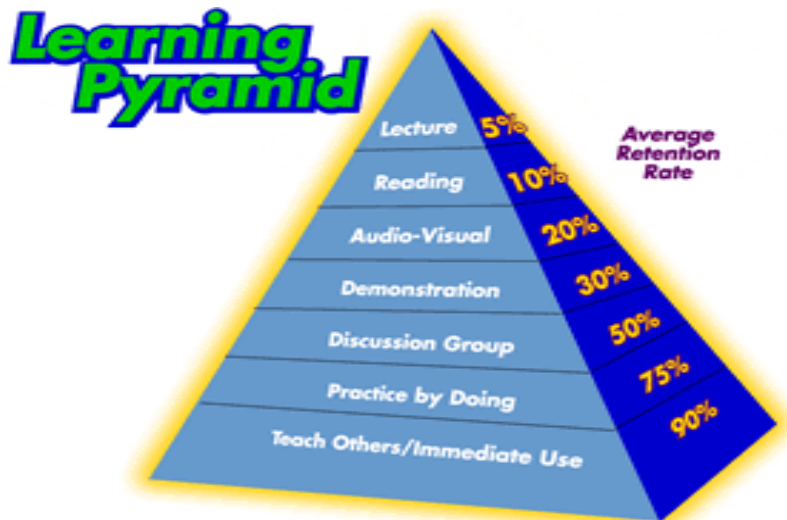 Learning
Pyramid
Average
Retention
Rate
Lecture 5%
Reading 10%
Audio-Visual 20%
Demonstration 30%
Discussion Group 50%
Practice by Doing 75%
Teach Others/Immediate Use 90%